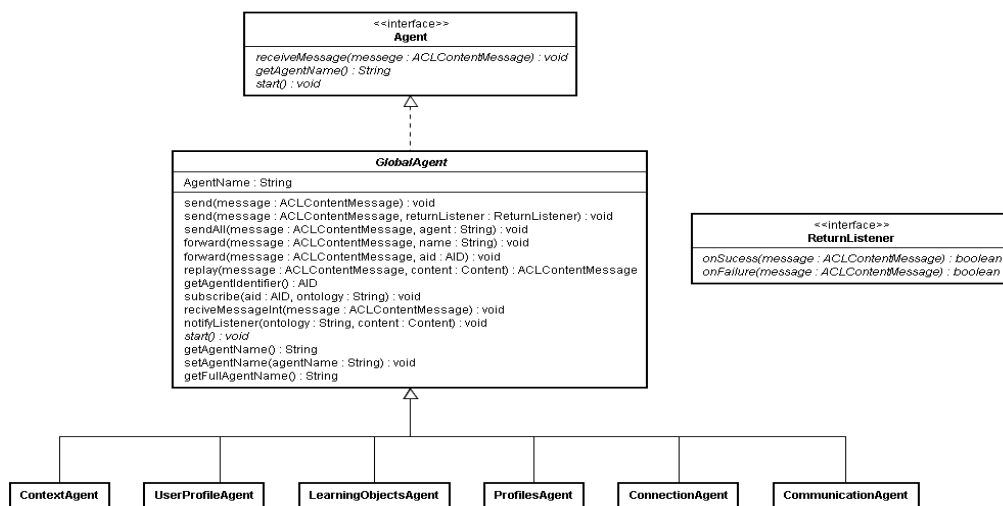 <<interface>>
Agent
receiveMessage(messege : ACLContentMessage) : void
getAgentName() : String
start() : void
GlobalAgent
AgentName : String
send(message : ACLContentMessage) : void
send(message : ACLContentMessage, returnListener : ReturnListener) : void
sendAll(message : ACLContentMessage, agent : String) : void
forward(message : ACLContentMessage, name : String) : void
forward(message : ACLContentMessage, aid : AID) : void
replay(message : ACLContentMessage, content : Content) : ACLContentMessage
getAgentIdentifier() : AID
subscribe(aid : AID, ontology : String) : void
reciveMessageInt(message : ACLContentMessage) : void
notifyListener(ontology : String, content : Content) : void
start() : void
getAgentName() : String
setAgentName(agentName : String) : void
getFullAgentName() : String
<<interface>>
ReturnListener
onSucess(message : ACLContentMessage) : boolean
onFailure(message : ACLContentMessage) : boolean
ContextAgent
UserProfileAgent
LearningObjectsAgent
ProfilesAgent
ConnectionAgent
CommunicationAgent